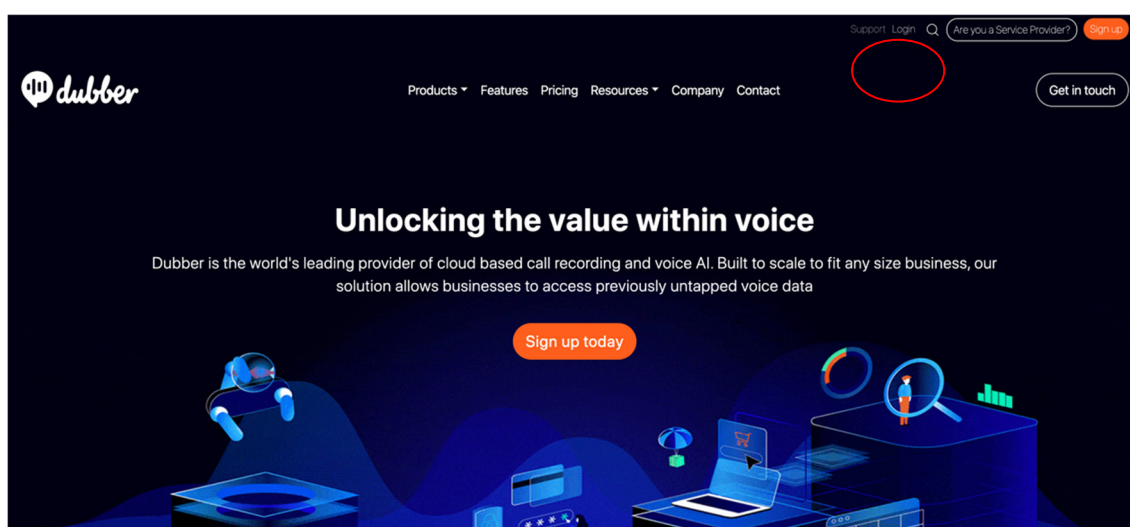 Support Login Are you a Service Provider? Sign up
dubber
Products Features Pricing Resources Company Contact
Get in touch
Unlocking the value within voice
Dubber is the world's leading provider of cloud based call recording and voice AI. Built to scale to fit any size business, our
solution allows businesses to access previously untapped voice data
Sign up today
* * * *